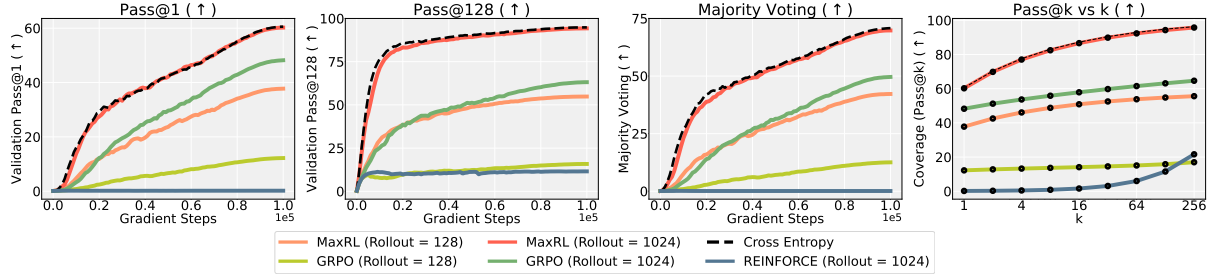 Pass@1 (↑)
Validation Pass@1 (↑)
60
40
20
0
0.0 0.2 0.4 0.6 0.8 1.0
1e5
Gradient Steps
Pass@128 (↑)
Validation Pass@128 (↑)
100
75
50
25
0
0.0 0.2 0.4 0.6 0.8 1.0
1e5
Gradient Steps
Majority Voting (↑)
Majority Voting (↑)
75
50
25
0
0.0 0.2 0.4 0.6 0.8 1.0
1e5
Gradient Steps
Pass@k vs k (↑)
Coverage (Pass@k) (↑)
100
80
60
40
20
0
1 4 16 64 256
k
MaxRL (Rollout = 128)
MaxRL (Rollout = 1024)
Cross Entropy
GRPO (Rollout = 128)
GRPO (Rollout = 1024)
REINFORCE (Rollout = 1024)